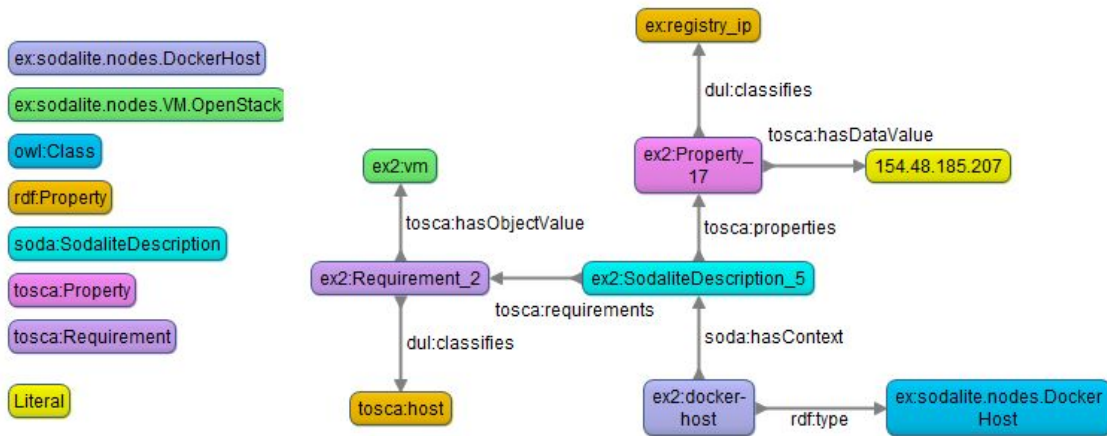 ex:sodalite.nodes.DockerHost
ex:sodalite.nodes.VM.OpenStack
owl:Class
rdf:Property
soda:SodaliteDescription
tosca:Property
tosca:Requirement
Literal
ex:registry_ip
dul:classifies
tosca:hasDataValue
ex2:Property_
17
154.48.185.207
ex2:vm
tosca:hasObjectValue
tosca:properties
ex2:Requirement_2
ex2:SodaliteDescription_5
tosca:requirements
dul:classifies
soda:hasContext
tosca:host
ex2:docker-
host
rdf:type
ex:sodalite.nodes.Docker
Host